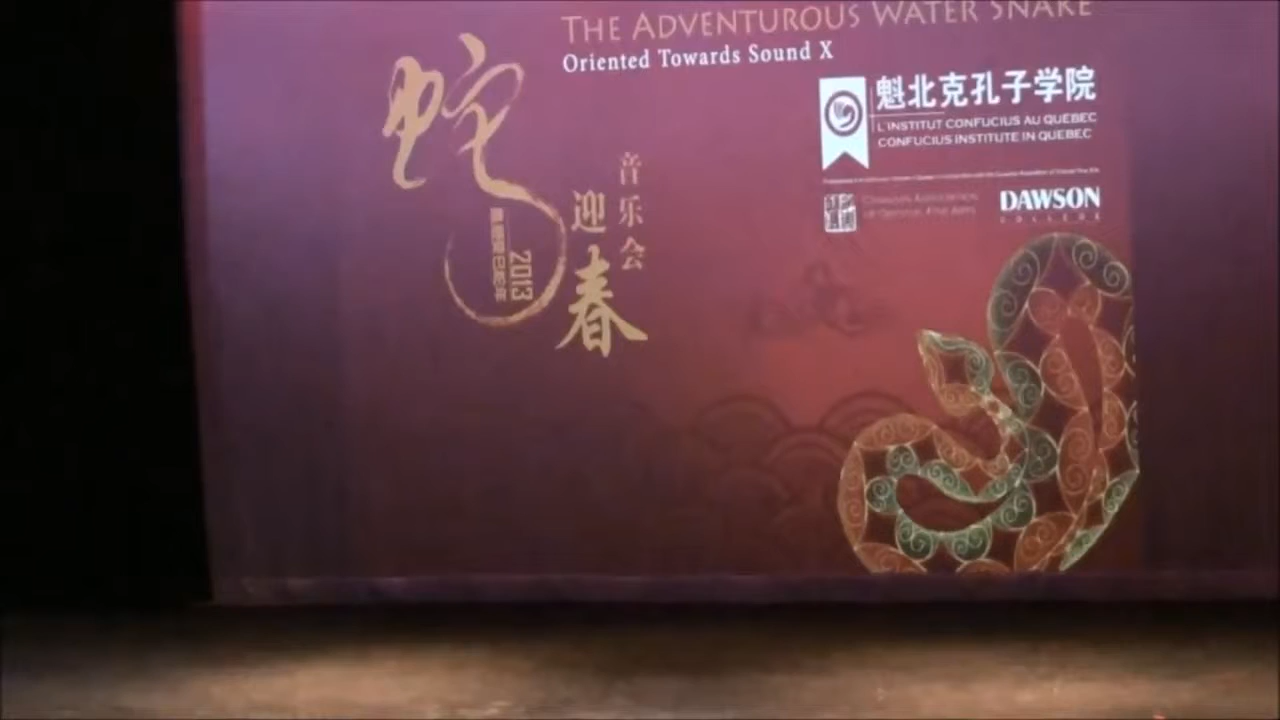 THE ADVENTUROUS WATER SNAKE
Oriented Towards Sound X
蛇
2013
音乐会
迎春
魁北克孔子学院
L'INSTITUT CONFUCIUS AU QUEBEC
CONFUCIUS INSTITUTE IN QUEBEC
DAWSON
COLLEGE